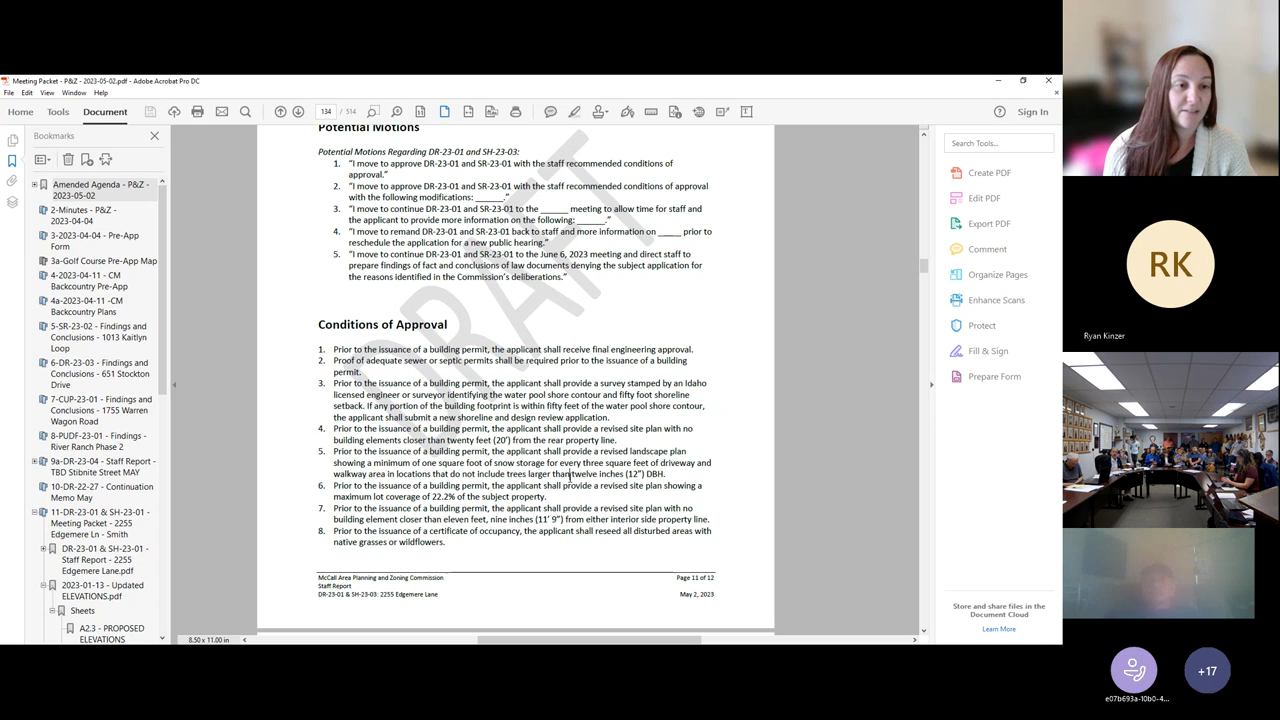 Meeting Packet - P&Z - 2023-05-02.pdf - Adobe Acrobat Pro DC
File Edit View Window Help
Home Tools Document
134 / 514
Sign In
Bookmarks
Amended Agenda - P&Z -
2023-05-02
2-Minutes - P&Z -
2023-04-04
3-2023-04-04 - Pre-App
Form
3a-Golf Course Pre-App Map
4-2023-04-11 - CM
Backcountry Pre-App
4a-2023-04-11 -CM
Backcountry Plans
5-SR-23-02 - Findings and
Conclusions - 1013 Kaitlyn
Loop
6-DR-23-03 - Findings and
Conclusions - 651 Stockton
Drive
7-CUP-23-01 - Findings and
Conclusions - 1755 Warren
Wagon Road
8-PUDF-23-01 - Findings -
River Ranch Phase 2
9a-DR-23-04 - Staff Report -
TBD Stibnite Street MAY
10-DR-22-27 - Continuation
Memo May
11-DR-23-01 & SH-23-01 -
Meeting Packet - 2255
Edgemere Ln - Smith
DR-23-01 & SH-23-01 -
Staff Report - 2255
Edgemere Lane.pdf
2023-01-13 - Updated
ELEVATIONS.pdf
Sheets
A2.3 - PROPOSED
ELEVATIONS
DRAFT
Potential Motions
Potential Motions Regarding DR-23-01 and SH-23-03:
1. "I move to approve DR-23-01 and SR-23-01 with the staff recommended conditions of
approval."
2. "I move to approve DR-23-01 and SR-23-01 with the staff recommended conditions of approval
with the following modifications: ______."
3. "I move to continue DR-23-01 and SR-23-01 to the ______ meeting to allow time for staff and
the applicant to provide more information on the following: ______."
4. "I move to remand DR-23-01 and SR-23-01 back to staff and more information on _____ prior to
reschedule the application for a new public hearing."
5. "I move to continue DR-23-01 and SR-23-01 to the June 6, 2023 meeting and direct staff to
prepare findings of fact and conclusions of law documents denying the subject application for
the reasons identified in the Commission's deliberations."
Conditions of Approval
1. Prior to the issuance of a building permit, the applicant shall receive final engineering approval.
2. Proof of adequate sewer or septic permits shall be required prior to the issuance of a building
permit.
3. Prior to the issuance of a building permit, the applicant shall provide a survey stamped by an Idaho
licensed engineer or surveyor identifying the water pool shore contour and fifty foot shoreline
setback. If any portion of the building footprint is within fifty feet of the water pool shore contour,
the applicant shall submit a new shoreline and design review application.
4. Prior to the issuance of a building permit, the applicant shall provide a revised site plan with no
building elements closer than twenty feet (20') from the rear property line.
5. Prior to the issuance of a building permit, the applicant shall provide a revised landscape plan
showing a minimum of one square foot of snow storage for every three square feet of driveway and
walkway area in locations that do not include trees larger than twelve inches (12") DBH.
6. Prior to the issuance of a building permit, the applicant shall provide a revised site plan showing a
maximum lot coverage of 22.2% of the subject property.
7. Prior to the issuance of a building permit, the applicant shall provide a revised site plan with no
building element closer than eleven feet, nine inches (11' 9") from either interior side property line.
8. Prior to the issuance of a certificate of occupancy, the applicant shall reseed all disturbed areas with
native grasses or wildflowers.
McCall Area Planning and Zoning Commission Page 11 of 12
Staff Report
DR-23-01 & SH-23-03: 2255 Edgemere Lane May 2, 2023
8.50 x 11.00 in
Search Tools...
Create PDF
Edit PDF
Export PDF
Comment
Organize Pages
Enhance Scans
Protect
Fill & Sign
Prepare Form
Store and share files in the
Document Cloud
Learn More
RK
Ryan Kinzer
e07b693a-10b0-4...
+17